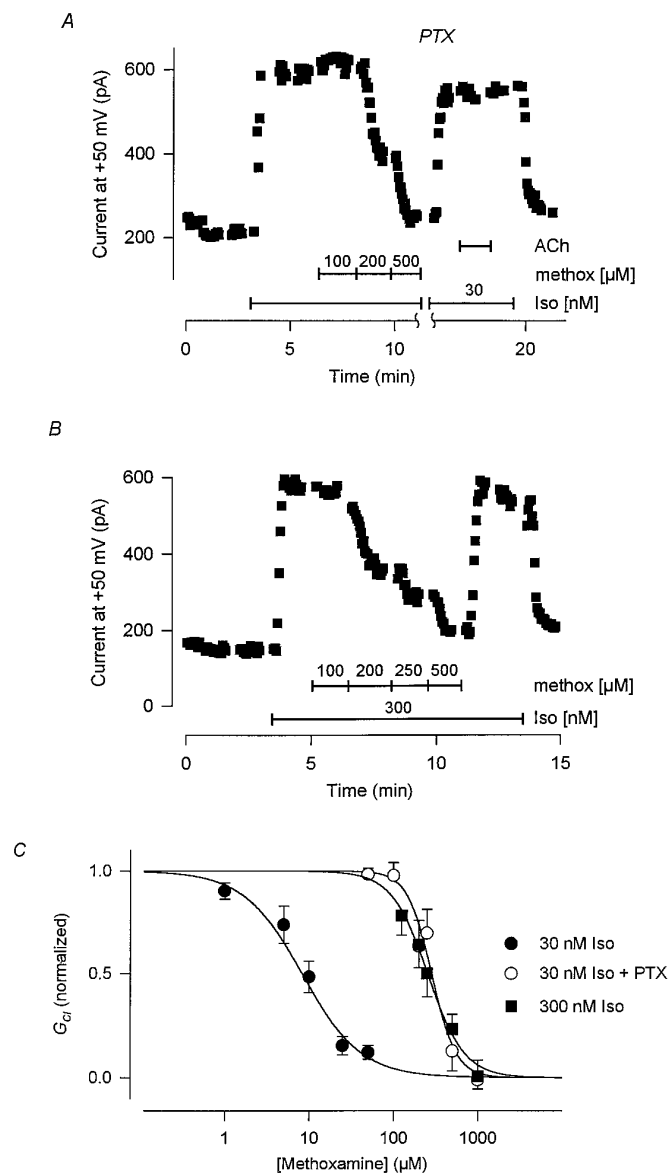 A
PTX
600
400
200
Current at +50 mV (pA)
ACh
100 200 500 methox [µM]
30 Iso [nM]
0 5 10 20
Time (min)
B
600
400
200
0
Current at +50 mV (pA)
100 200 250 500 methox [µM]
300 Iso [nM]
0 5 10 15
Time (min)
C
1.0
0.5
0.0
G_Cl (normalized)
30 nM Iso
30 nM Iso + PTX
300 nM Iso
1 10 100 1000
[Methoxamine] (µM)